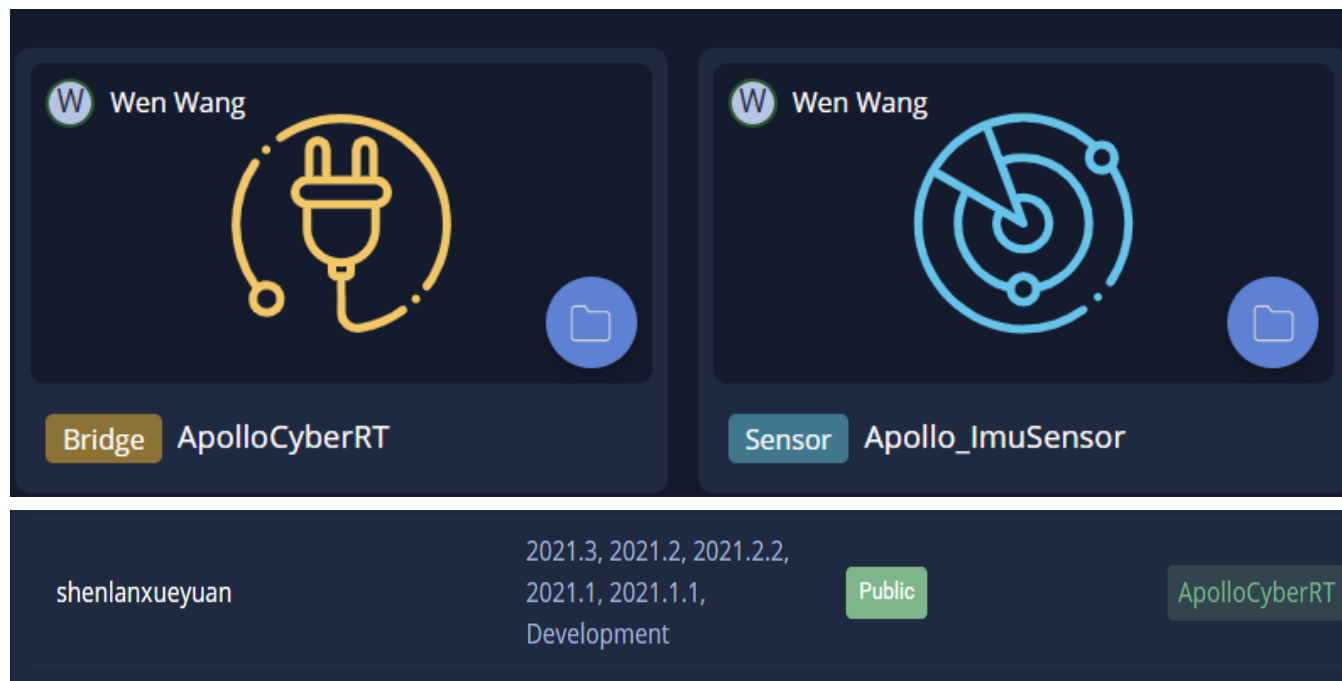 W Wen Wang
W Wen Wang
Bridge ApolloCyberRT
Sensor Apollo_ImuSensor
shenlanxueyuan
2021.3, 2021.2, 2021.2.2,
2021.1, 2021.1.1,
Development
Public
ApolloCyberRT